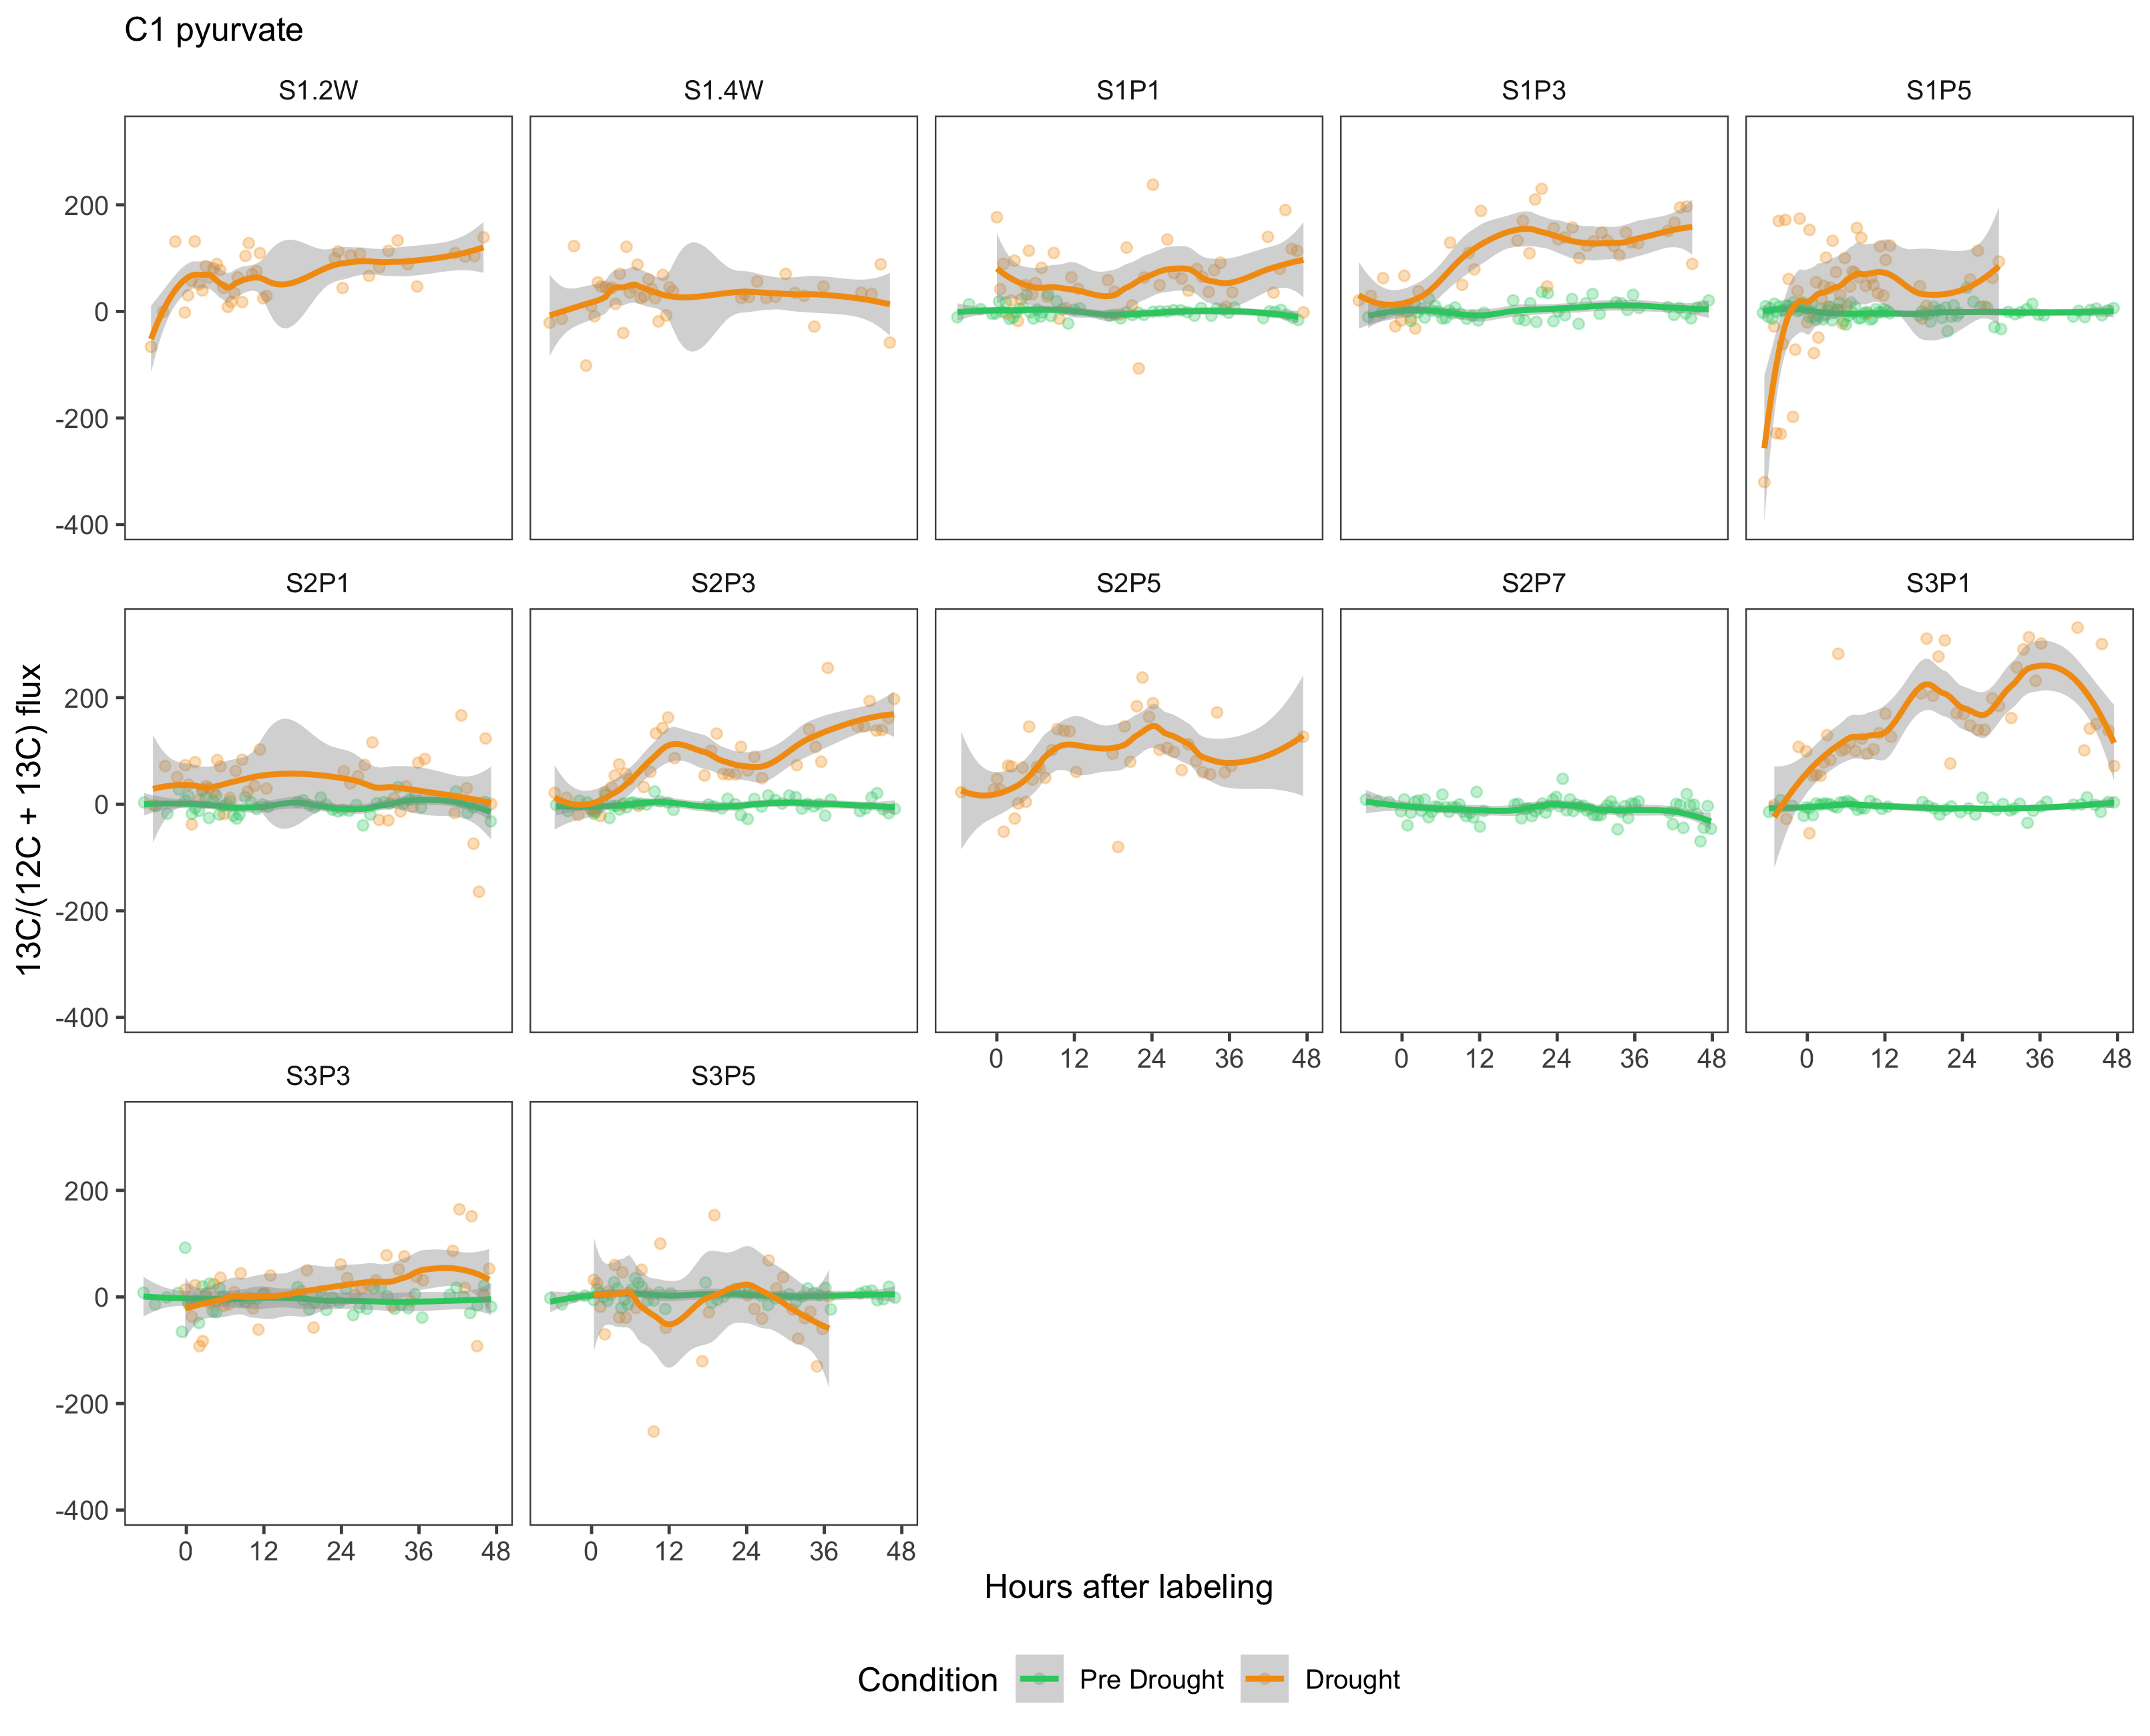 C1 pyurvate
S1.2W S1.4W S1P1 S1P3 S1P5
200
0
-200
-400
S2P1 S2P3 S2P5 S2P7 S3P1
200
0
-200
-400
0 12 24 36 48 0 12 24 36 48 0 12 24 36 48
S3P3 S3P5
200
0
-200
-400
0 12 24 36 48 0 12 24 36 48
13C/(12C + 13C) flux
Hours after labeling
Condition Pre Drought Drought